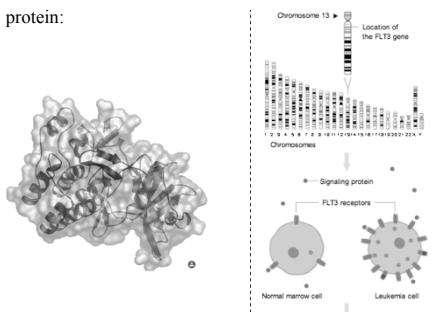 protein:
Chromosome 13
Location of
the FLT3 gene
1 2 3 4 5 6 7 8 9 10 11 12 13 14 15 16 17 18 19 20 21 22 X Y
Chromosomes
Signaling protein
FLT3 receptors
Normal marrow cell
Leukemia cell